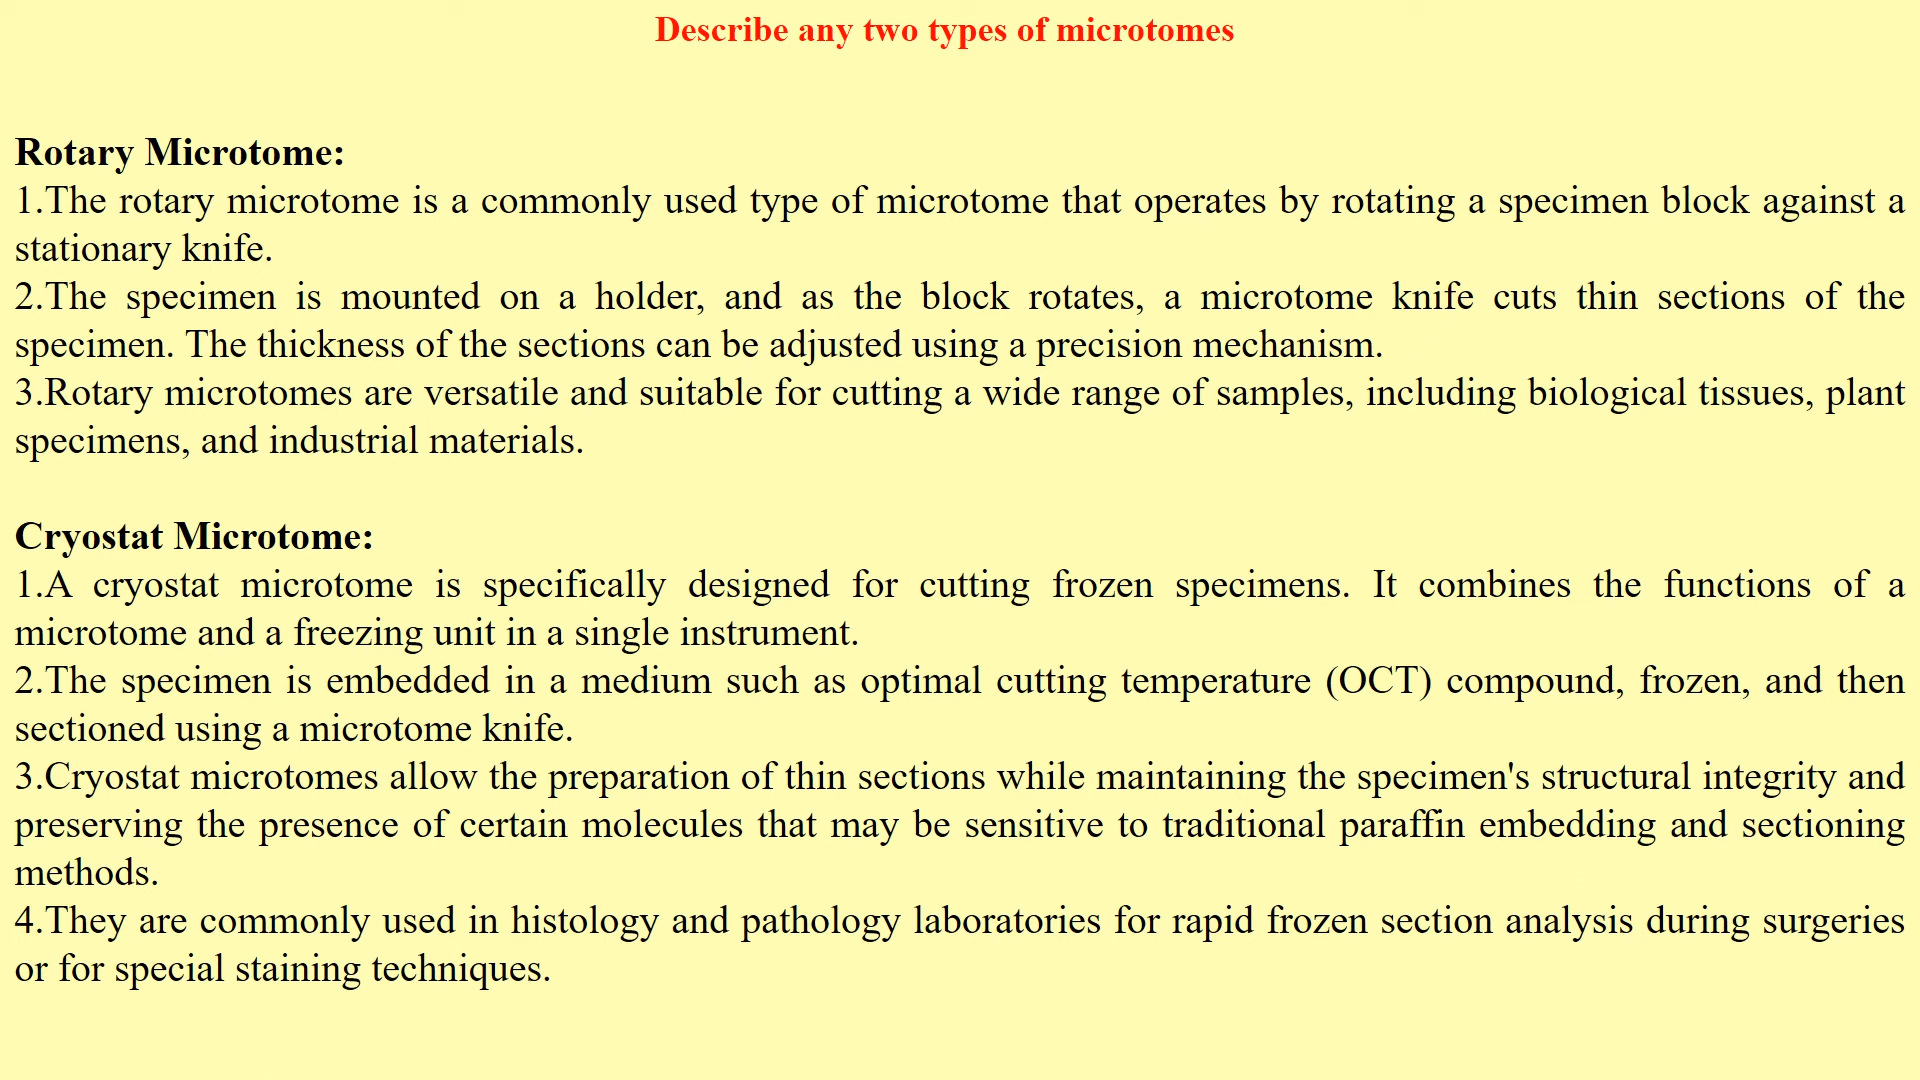 Describe any two types of microtomes
Rotary Microtome:
1.The rotary microtome is a commonly used type of microtome that operates by rotating a specimen block against a
stationary knife.
2.The specimen is mounted on a holder, and as the block rotates, a microtome knife cuts thin sections of the
specimen. The thickness of the sections can be adjusted using a precision mechanism.
3.Rotary microtomes are versatile and suitable for cutting a wide range of samples, including biological tissues, plant
specimens, and industrial materials.
Cryostat Microtome:
1.A cryostat microtome is specifically designed for cutting frozen specimens. It combines the functions of a
microtome and a freezing unit in a single instrument.
2.The specimen is embedded in a medium such as optimal cutting temperature (OCT) compound, frozen, and then
sectioned using a microtome knife.
3.Cryostat microtomes allow the preparation of thin sections while maintaining the specimen's structural integrity and
preserving the presence of certain molecules that may be sensitive to traditional paraffin embedding and sectioning
methods.
4.They are commonly used in histology and pathology laboratories for rapid frozen section analysis during surgeries
or for special staining techniques.